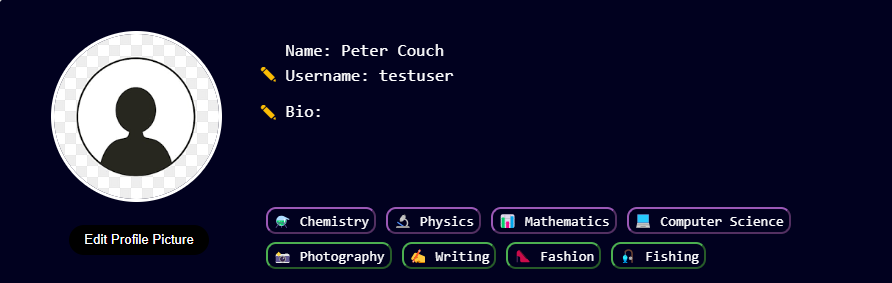 Name: Peter Couch
Username: testuser
Bio:
Edit Profile Picture
Chemistry Physics Mathematics Computer Science
Photography Writing Fashion Fishing